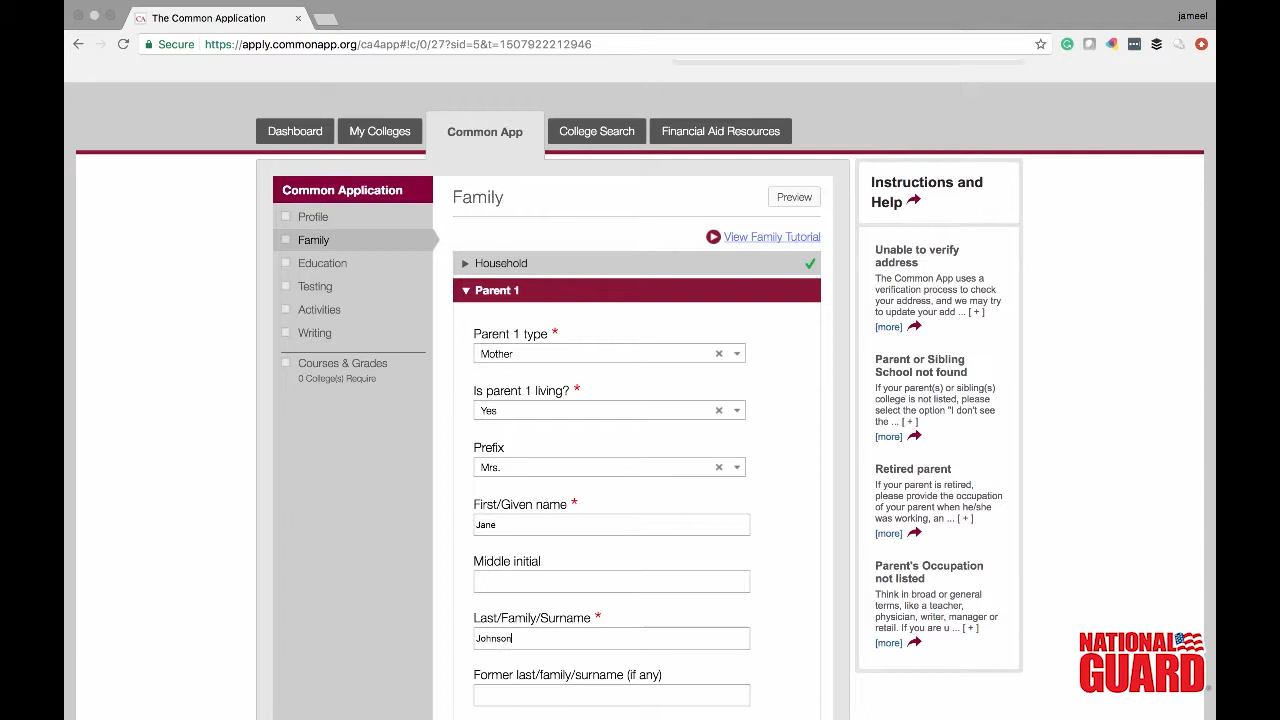 The Common Application
jameel
Secure
https://apply.commonapp.org/ca4app#!c/0/27?sid=5&t=1507922212946
Dashboard
My Colleges
Common App
College Search
Financial Aid Resources
Common Application
Profile
Family
Education
Testing
Activities
Writing
Courses & Grades
0 College(s) Require
Family
Preview
View Family Tutorial
Household
Parent 1
Parent 1 type *
Mother
Is parent 1 living? *
Yes
Prefix
Mrs.
First/Given name *
Jane
Middle initial
Last/Family/Surname *
Johnson
Former last/family/surname (if any)
Instructions and
Help
Unable to verify
address
The Common App uses a
verification process to check
your address, and we may try
to update your add ... [ + ]
[more]
Parent or Sibling
School not found
If your parent(s) or sibling(s)
college is not listed, please
select the option "I don't see
the ... [ + ]
[more]
Retired parent
If your parent is retired,
please provide the occupation
of your parent when he/she
was working, an ... [ + ]
[more]
Parent's Occupation
not listed
Think in broad or general
terms, like a teacher,
physician, writer, manager or
retail. If you are u ... [ + ]
[more]
NATIONAL
GUARD